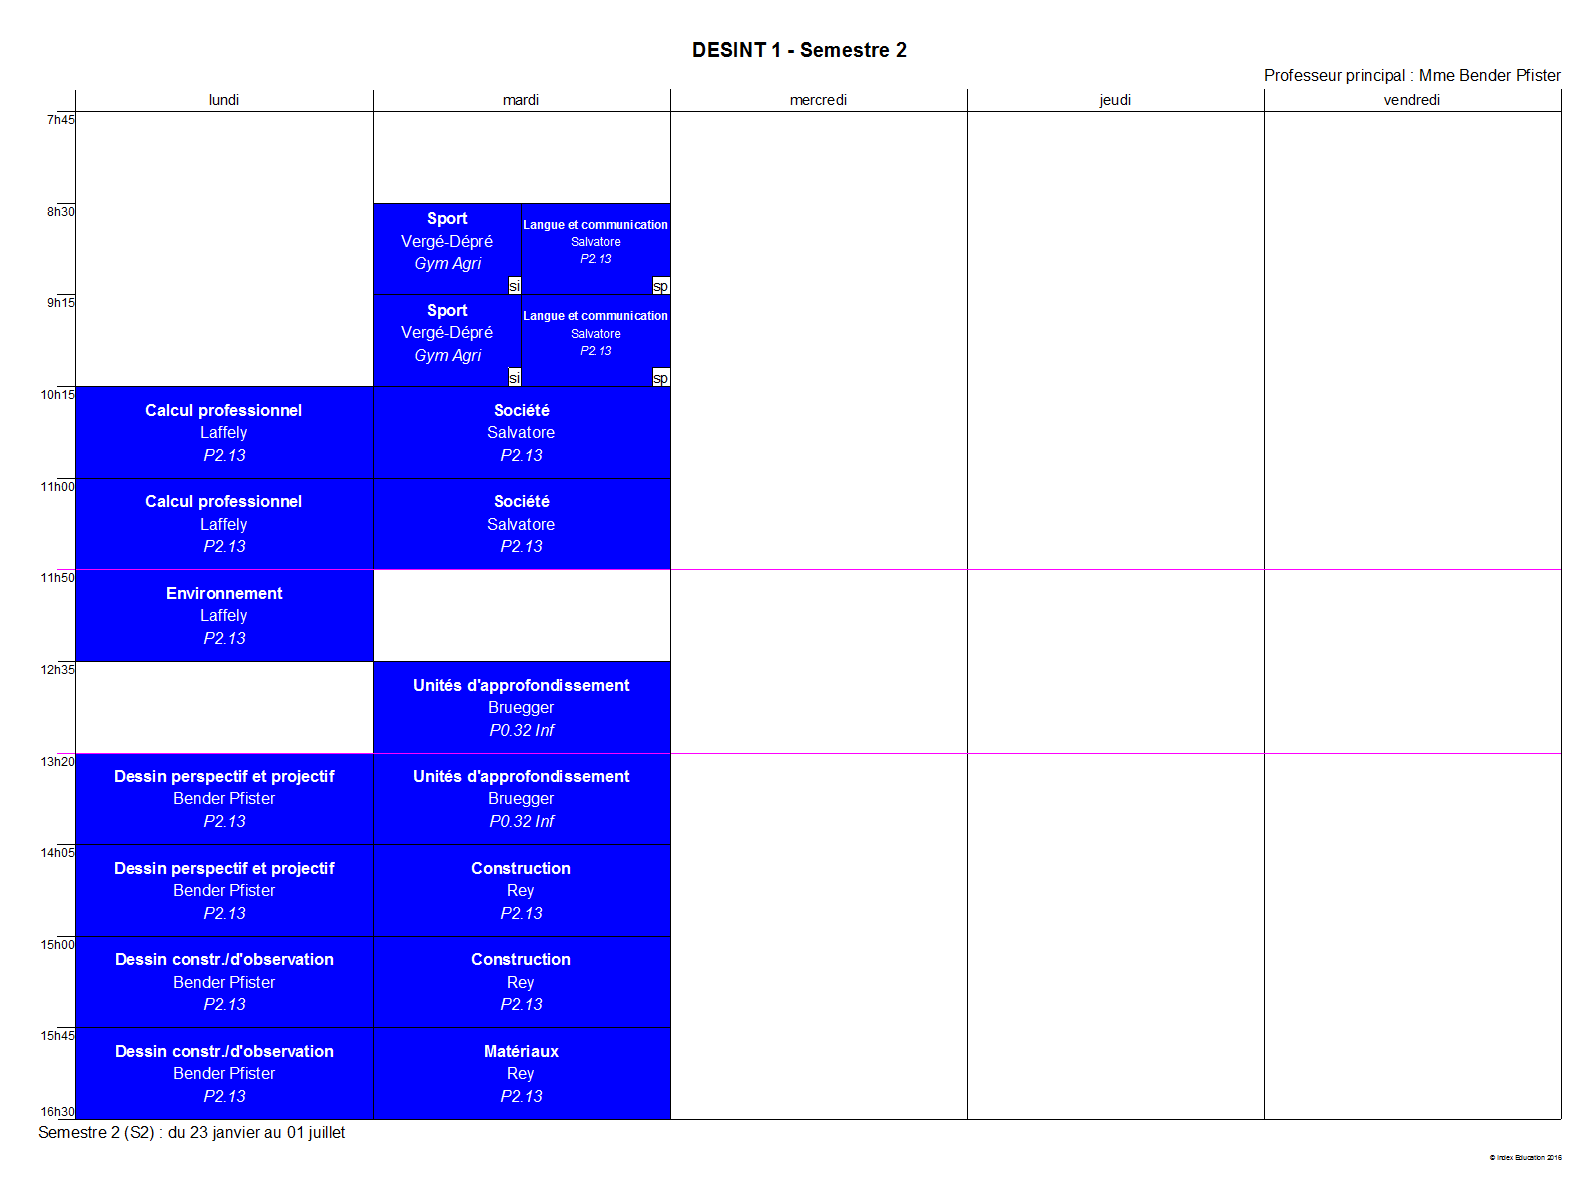 DESINT 1 - Semestre 2
Professeur principal : Mme Bender Pfister
lundi
mardi
mercredi
jeudi
vendredi
7h45
8h30
Sport
Vergé-Dépré
Gym Agri
si
Langue et communication
Salvatore
P2.13
sp
9h15
Sport
Vergé-Dépré
Gym Agri
si
Langue et communication
Salvatore
P2.13
sp
10h15
Calcul professionnel
Laffely
P2.13
Société
Salvatore
P2.13
11h00
Calcul professionnel
Laffely
P2.13
Société
Salvatore
P2.13
11h50
Environnement
Laffely
P2.13
12h35
Unités d'approfondissement
Bruegger
P0.32 Inf
13h20
Dessin perspectif et projectif
Bender Pfister
P2.13
Unités d'approfondissement
Bruegger
P0.32 Inf
14h05
Dessin perspectif et projectif
Bender Pfister
P2.13
Construction
Rey
P2.13
15h00
Dessin constr./d'observation
Bender Pfister
P2.13
Construction
Rey
P2.13
15h45
Dessin constr./d'observation
Bender Pfister
P2.13
Matériaux
Rey
P2.13
16h30
Semestre 2 (S2) : du 23 janvier au 01 juillet
© Index Education 2016